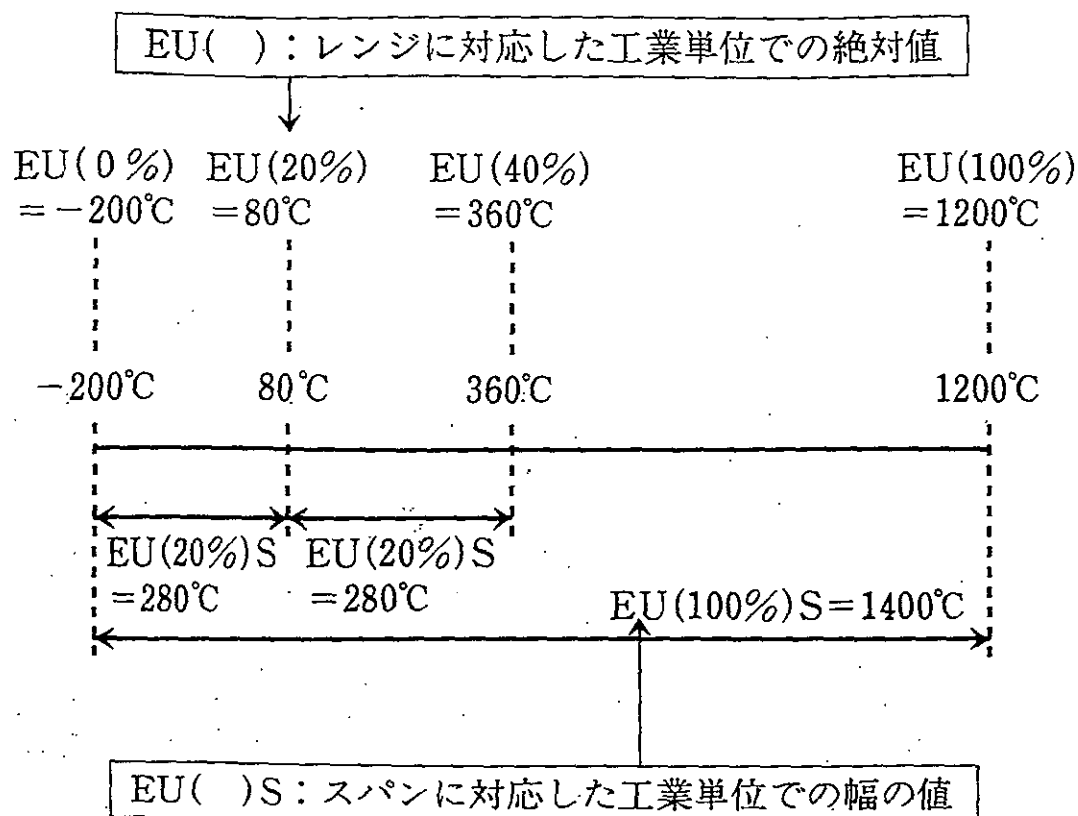 EU( ):レンジに対応した工業単位での絶対値
EU(0%) EU(20%) EU(40%) EU(100%)
=-200℃ =80℃ =360℃ =1200℃
-200℃ 80℃ 360℃ 1200℃
EU(20%)S EU(20%)S
=280℃ =280℃
EU(100%)S=1400℃
EU( )S:スパンに対応した工業単位での幅の値